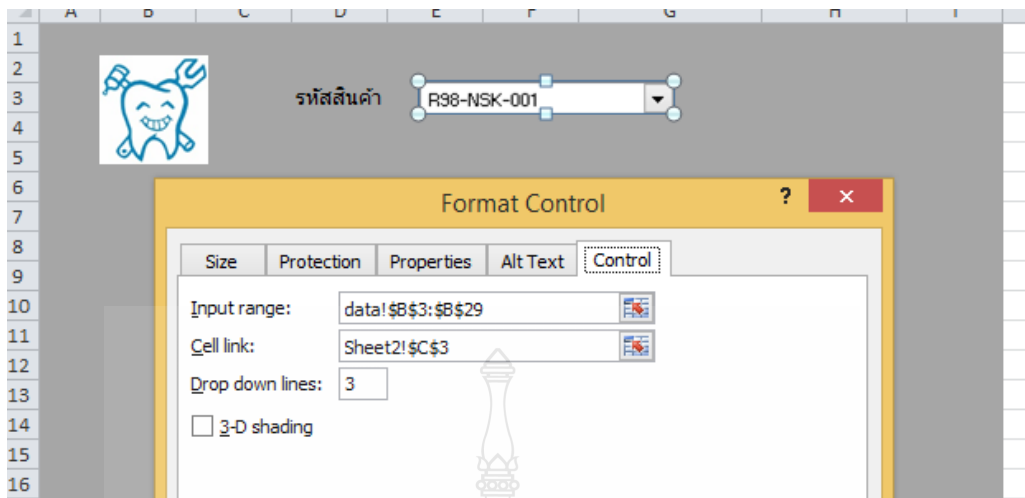 A B C D E F G H I
1
2
3 รหัสสินค้า R98-NSK-001
4
5
6
Format Control ? ×
7
8
Size Protection Properties Alt Text Control
9
10 Input range: data!$B$3:$B$29
11
Cell link: Sheet2!$C$3
12
Drop down lines: 3
13
14 3-D shading
15
16